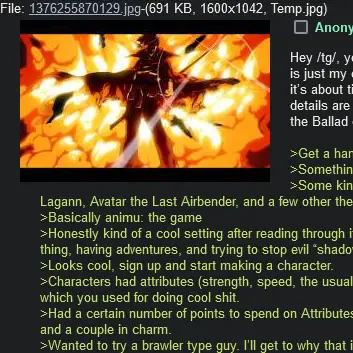 File: 1376255870129.jpg-(691 KB, 1600x1042, Temp.jpg)
Anony
Hey /tg/, y
is just my
it's about ti
details are
the Ballad
>Get a har
>Somethin
>Some kin
Lagann, Avatar the Last Airbender, and a few other the
>Basically animu: the game
>Honestly kind of a cool setting after reading through i
thing, having adventures, and trying to stop evil “shado
>Looks cool, sign up and start making a character.
>Characters had attributes (strength, speed, the usual
which you used for doing cool shit.
>Had a certain number of points to spend on Attributes
and a couple in charm.
>Wanted to try a brawler type guy. I'll get to why that i